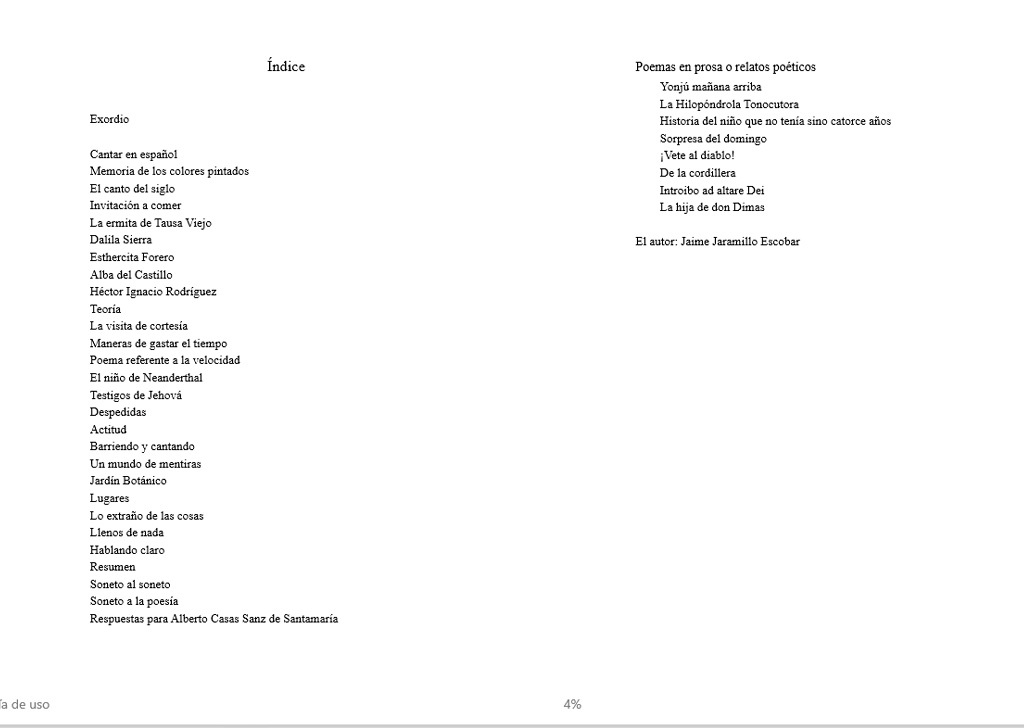 Índice
Exordio
Cantar en español
Memoria de los colores pintados
El canto del siglo
Invitación a comer
La ermita de Tausa Viejo
Dalila Sierra
Esthercita Forero
Alba del Castillo
Héctor Ignacio Rodríguez
Teoría
La visita de cortesía
Maneras de gastar el tiempo
Poema referente a la velocidad
El niño de Neanderthal
Testigos de Jehová
Despedidas
Actitud
Barriendo y cantando
Un mundo de mentiras
Jardín Botánico
Lugares
Lo extraño de las cosas
Llenos de nada
Hablando claro
Resumen
Soneto al soneto
Soneto a la poesía
Respuestas para Alberto Casas Sanz de Santamaría
Poemas en prosa o relatos poéticos
Yonjú mañana arriba
La Hilopóndrola Tonocutora
Historia del niño que no tenía sino catorce años
Sorpresa del domingo
¡Vete al diablo!
De la cordillera
Introibo ad altare Dei
La hija de don Dimas
El autor: Jaime Jaramillo Escobar
ía de uso
4%